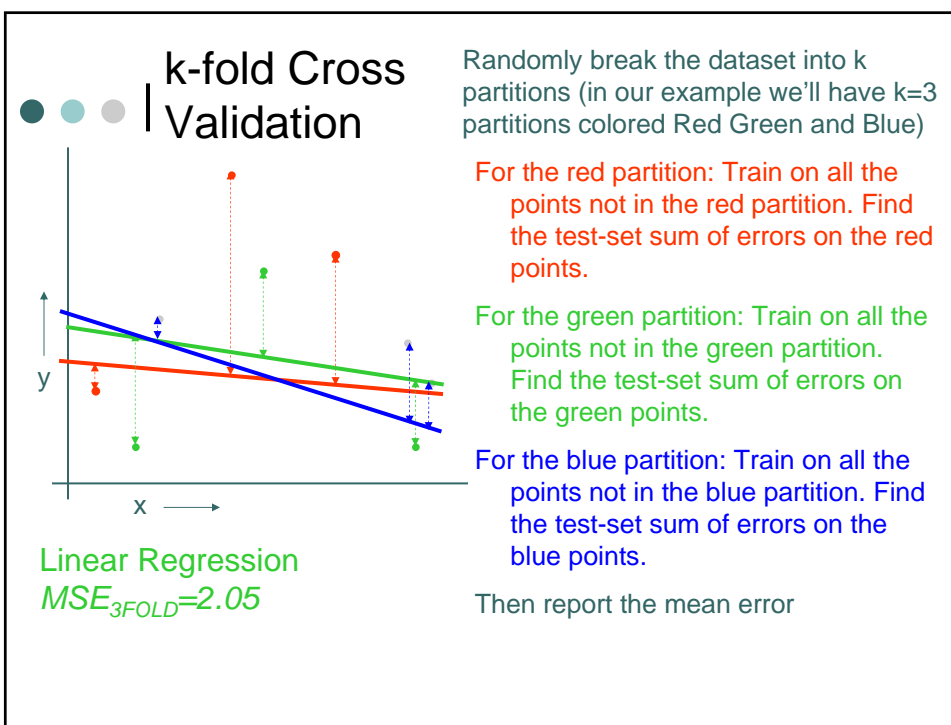 k-fold Cross
Validation
Randomly break the dataset into k
partitions (in our example we'll have k=3
partitions colored Red Green and Blue)
For the red partition: Train on all the
points not in the red partition. Find
the test-set sum of errors on the red
points.
For the green partition: Train on all the
points not in the green partition.
Find the test-set sum of errors on
the green points.
For the blue partition: Train on all the
points not in the blue partition. Find
the test-set sum of errors on the
blue points.
Then report the mean error
y
x
Linear Regression
MSE3FOLD=2.05